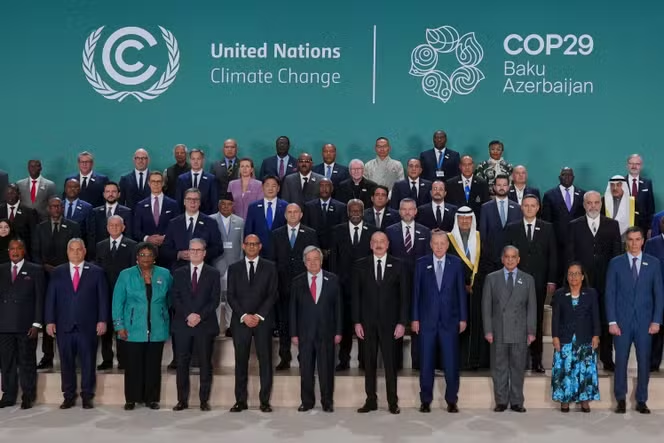 United Nations
Climate Change
COP29
Baku
Azerbaijan